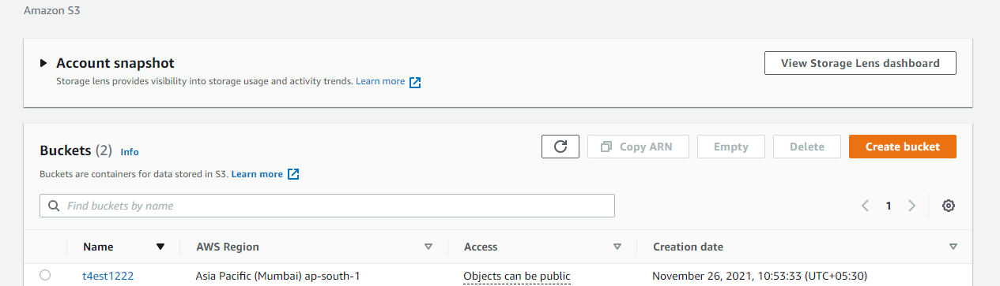 Amazon S3
Account snapshot
View Storage Lens dashboard
Storage lens provides visibility into storage usage and activity trends. Learn more
Buckets (2) Info
Copy ARN
Empty
Delete
Create bucket
Buckets are containers for data stored in S3. Learn more
Find buckets by name
1
Name AWS Region Access Creation date
t4est1222 Asia Pacific (Mumbai) ap-south-1 Objects can be public November 26, 2021, 10:53:33 (UTC+05:30)